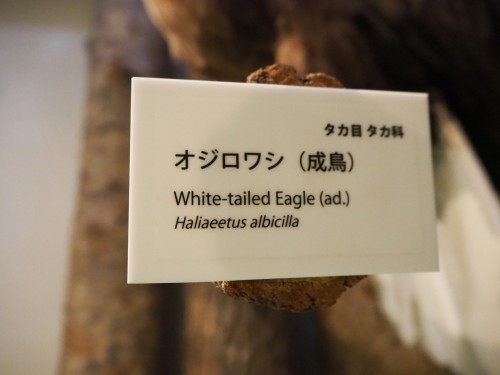 タカ目 タカ科
オジロワシ（成鳥）
White-tailed Eagle (ad.)
Haliaeetus albicilla